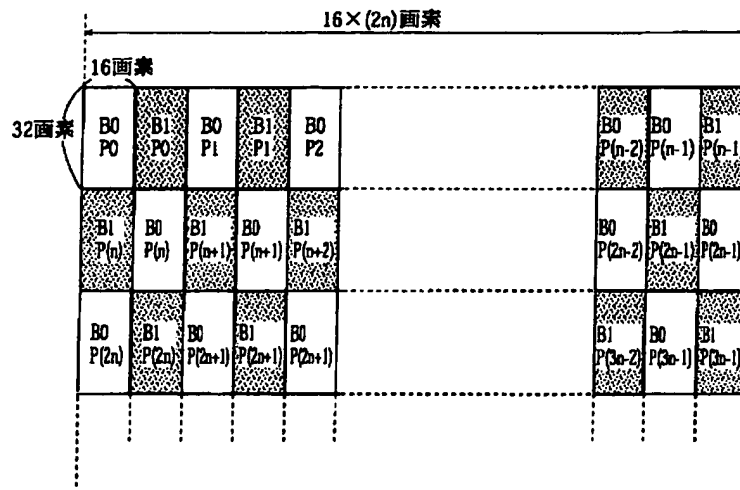 16×(2n)画素
16画素
32画素
B0 B1 B0 B1 B0 B0 B0 B1
P0 P0 P1 P1 P2 P(n-2) P(n-1) P(n-1
B1 B0 B1 B0 B1 B0 B1 B0
P(n) P(n) P(n+1) P(n+1) P(n+2) P(2n-2) P(2n-1) P(2n-1)
B0 B1 B0 B1 B0 B1 B0 B1
P(2n) P(2n) P(2n+1) P(2n+1) P(2n+1) P(3n-2) P(3n-1) P(3n-1)